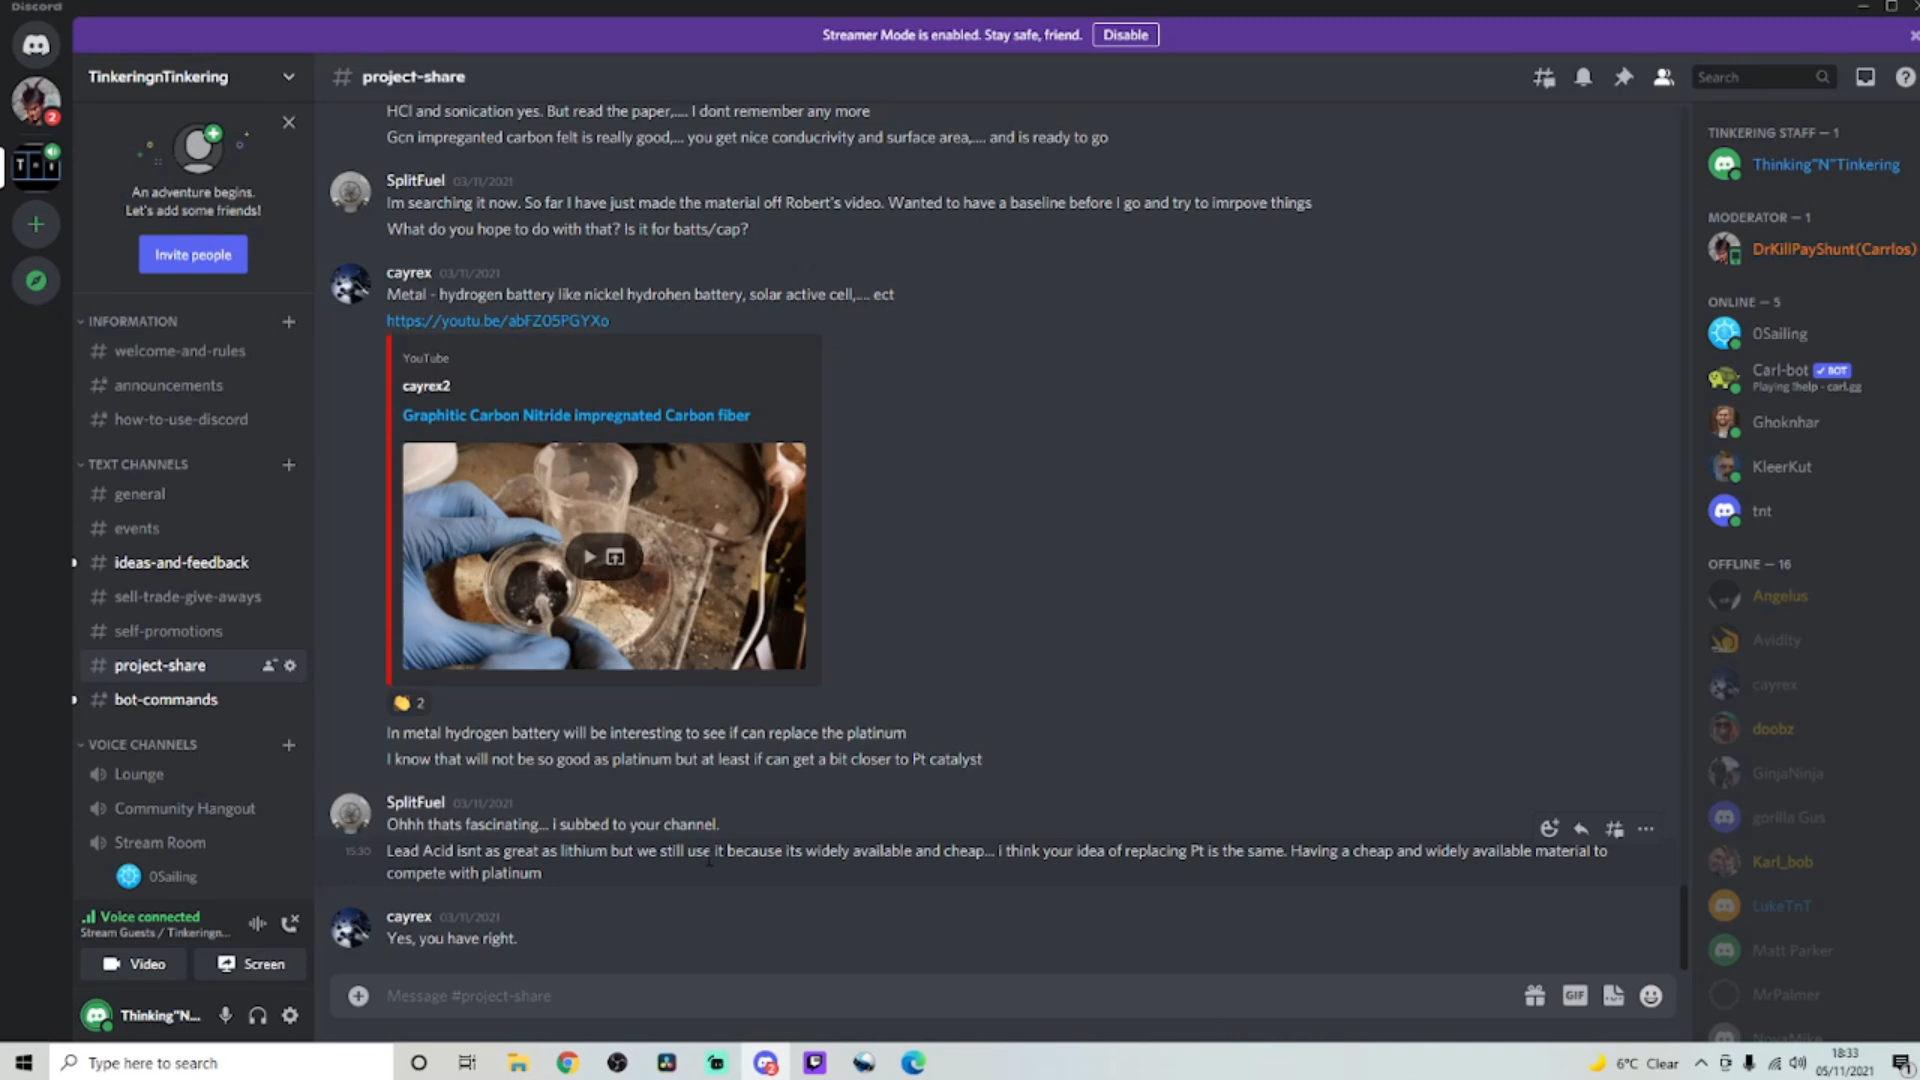 Discord
Streamer Mode is enabled. Stay safe, friend.
Disable
TinkeringnTinkering
project-share
Search
2
An adventure begins.
Let's add some friends!
Invite people
INFORMATION
welcome-and-rules
announcements
how-to-use-discord
TEXT CHANNELS
general
events
ideas-and-feedback
sell-trade-give-aways
self-promotions
project-share
bot-commands
VOICE CHANNELS
Lounge
Community Hangout
Stream Room
0Sailing
Voice connected
Stream Guests / Tinkeringn...
Video
Screen
Thinking"N...
HCl and sonication yes. But read the paper,.... I dont remember any more
Gcn impreganted carbon felt is really good,... you get nice conducrivity and surface area,.... and is ready to go
SplitFuel 03/11/2021
Im searching it now. So far I have just made the material off Robert's video. Wanted to have a baseline before I go and try to imrpove things
What do you hope to do with that? Is it for batts/cap?
cayrex 03/11/2021
Metal - hydrogen battery like nickel hydrohen battery, solar active cell,... ect
https://youtu.be/abFZ05PGYXo
YouTube
cayrex2
Graphitic Carbon Nitride impregnated Carbon fiber
2
In metal hydrogen battery will be interesting to see if can replace the platinum
I know that will not be so good as platinum but at least if can get a bit closer to Pt catalyst
SplitFuel 03/11/2021
Ohhh thats fascinating... i subbed to your channel.
15:30
Lead Acid isnt as great as lithium but we still use it because its widely available and cheap... i think your idea of replacing Pt is the same. Having a cheap and widely available material to
compete with platinum
cayrex 03/11/2021
Yes, you have right.
Message #project-share
GIF
TINKERING STAFF — 1
Thinking"N"Tinkering
MODERATOR — 1
DrKillPayShunt(Carrlos)
ONLINE — 5
0Sailing
Carl-bot BOT
Playing !help - carl.gg
Ghoknhar
KleerKut
tnt
OFFLINE — 16
Angelus
Avidity
cayrex
doobz
GinjaNinja
gorilla Gus
Karl_bob
LukeTnT
Matt Parker
MrPalmer
NovaMike
Type here to search
2
6°C Clear
18:33
05/11/2021
1